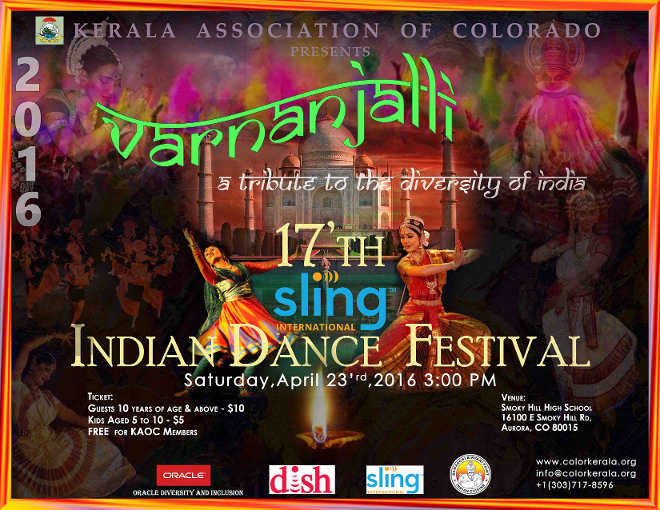 KERALA ASSOCIATION OF COLORADO
PRESENTS
2016
varnanjalli
a tribute to the diversity of india
17'TH
sling
INTERNATIONAL
INDIAN DANCE FESTIVAL
Saturday,April 23'rd,2016 3:00 PM
TICKET:
GUESTS 10 YEARS OF AGE & ABOVE - $10
KIDS AGED 5 TO 10 - $5
FREE FOR KAOC MEMBERS
VENUE:
SMOKY HILL HIGH SCHOOL
16100 E SMOKY HILL RD,
AURORA, CO 80015
www.colorkerala.org
info@colorkerala.org
+1(303)717-8596
ORACLE
ORACLE DIVERSITY AND INCLUSION
dish
sling
INTERNATIONAL